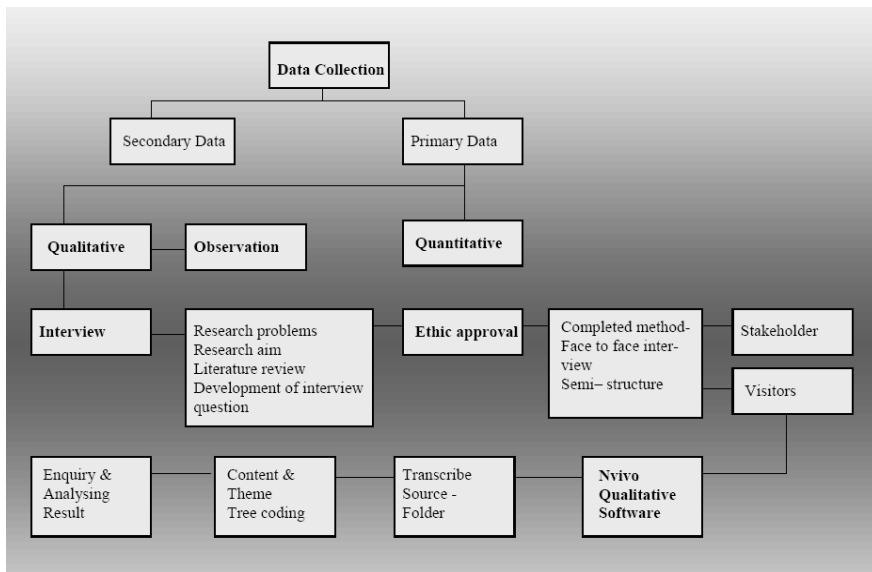 Data Collection
Secondary Data
Primary Data
Qualitative
Observation
Quantitative
Interview
Research problems
Research aim
Literature review
Development of interview
question
Ethic approval
Completed method-
Face to face inter-
view
Semi– structure
Stakeholder
Visitors
Enquiry &
Analysing
Result
Content &
Theme
Tree coding
Transcribe
Source -
Folder
Nvivo
Qualitative
Software